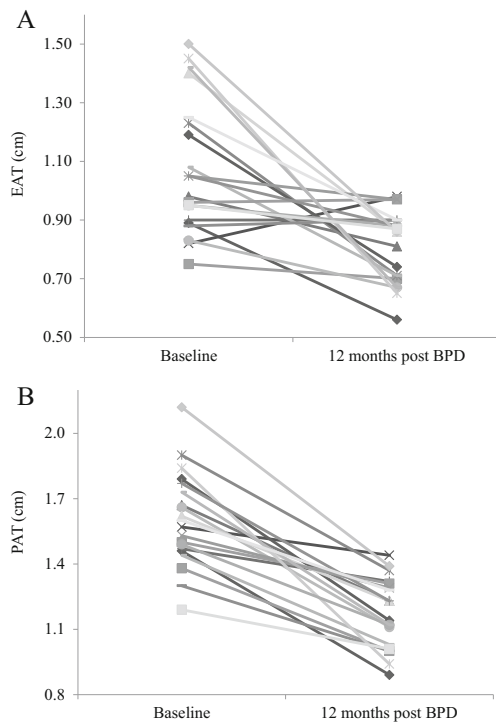 A
1.50
1.30
1.10
EAT (cm)
0.90
0.70
0.50
Baseline 12 months post BPD
B
2.0
1.7
PAT (cm)
1.4
1.1
0.8
Baseline 12 months post BPD